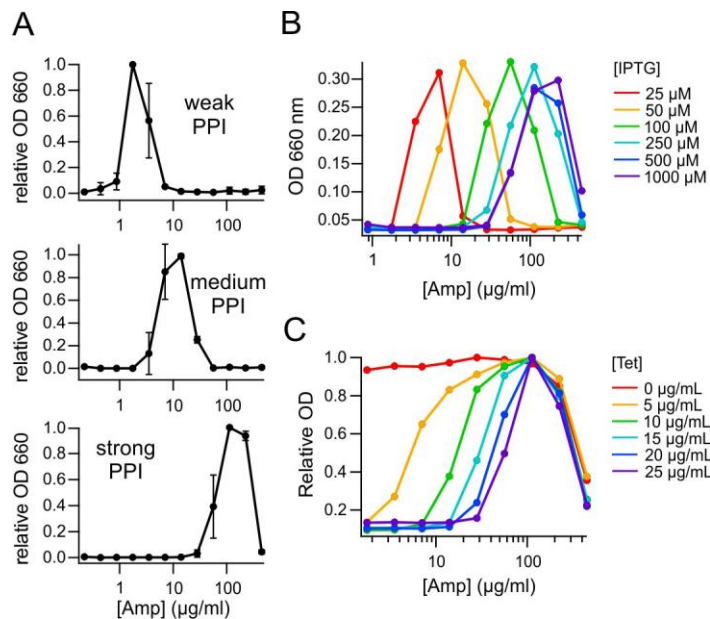 A
relative OD 660
1.0
0.8
0.6
0.4
0.2
0.0
weak
PPI
1
10
100
relative OD 660
1.0
0.8
0.6
0.4
0.2
0.0
medium
PPI
1
10
100
relative OD 660
1.0
0.8
0.6
0.4
0.2
0.0
strong
PPI
1
10
100
[Amp] (µg/ml)
B
OD 660 nm
0.30
0.25
0.20
0.15
0.10
0.05
1
10
100
[Amp] (µg/ml)
[IPTG]
25 µM
50 µM
100 µM
250 µM
500 µM
1000 µM
C
Relative OD
1.0
0.8
0.6
0.4
0.2
10
100
[Amp] (µg/ml)
[Tet]
0 µg/mL
5 µg/mL
10 µg/mL
15 µg/mL
20 µg/mL
25 µg/mL